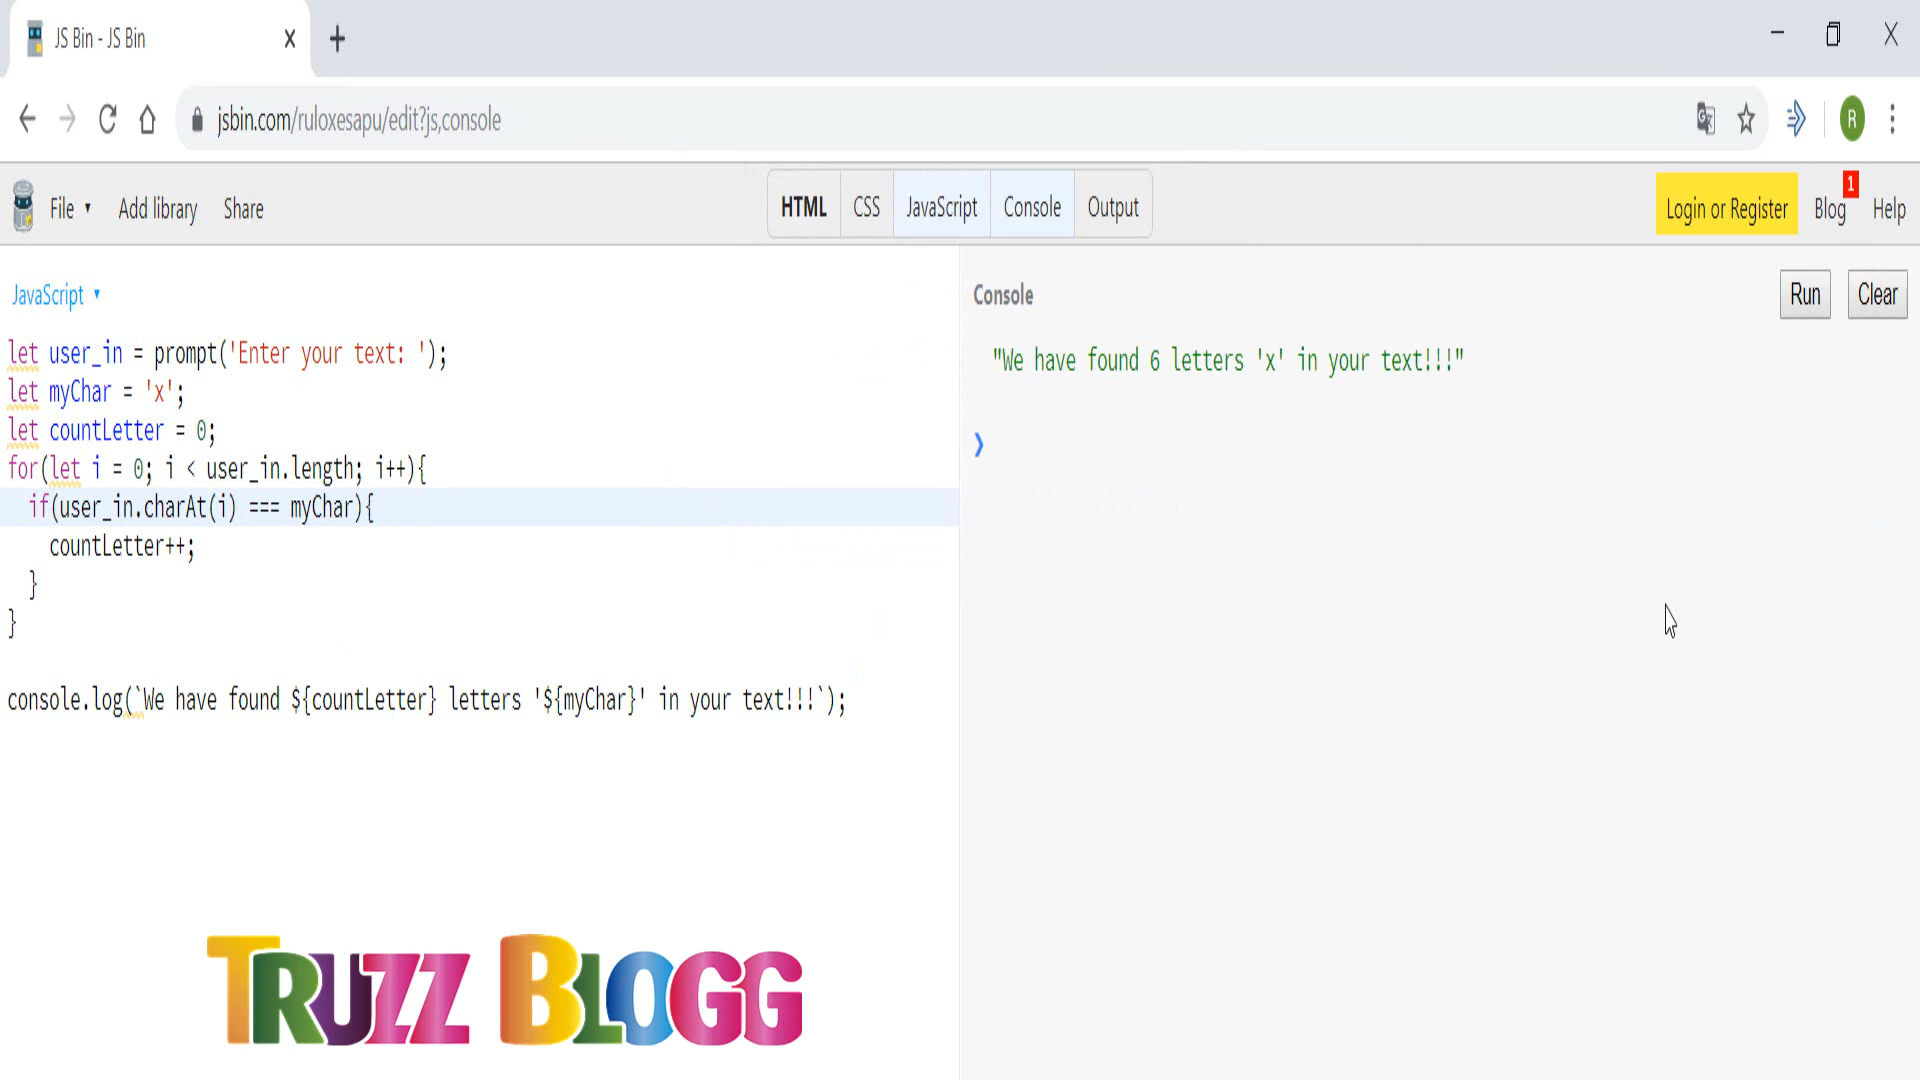 JS Bin - JS Bin
jsbin.com/ruloxesapu/edit?js,console
R
File Add library Share HTML CSS JavaScript Console Output Login or Register Blog 1 Help
JavaScript
Console Run Clear
let user_in = prompt('Enter your text: ');
let myChar = 'x';
let countLetter = 0;
for(let i = 0; i < user_in.length; i++){
if(user_in.charAt(i) === myChar){
countLetter++;
}
}
console.log(`We have found ${countLetter} letters '${myChar}' in your text!!!`);
"We have found 6 letters 'x' in your text!!!"
TRUZZ BLOGG